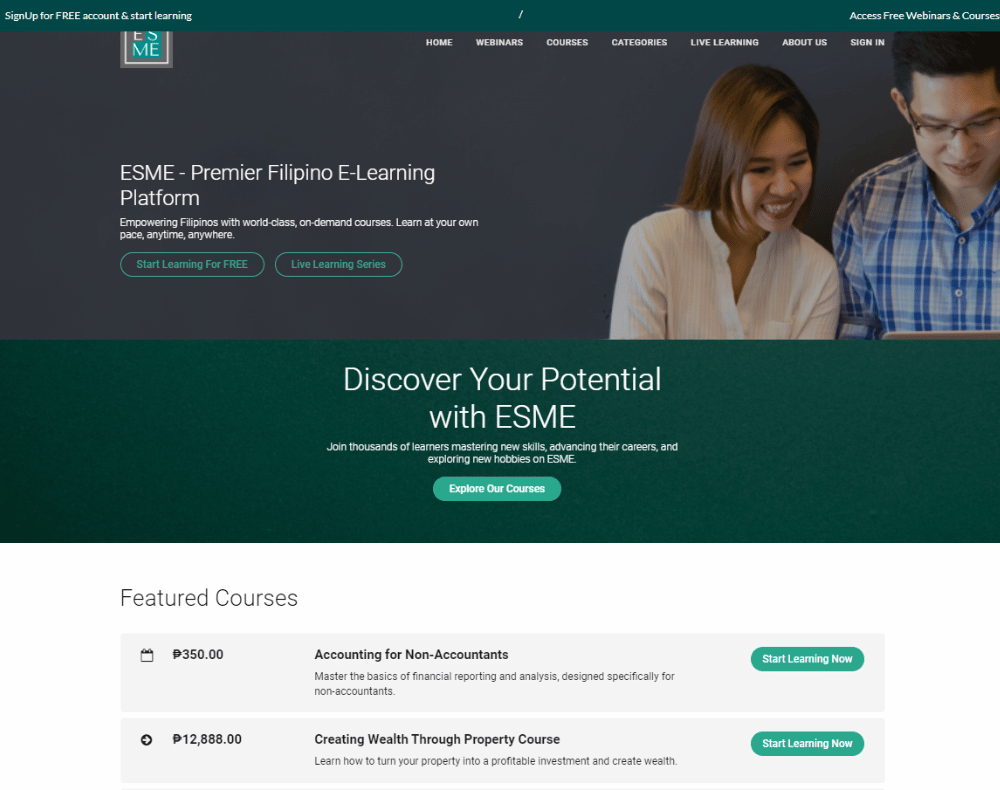 SignUp for FREE account & start learning
/
Access Free Webinars & Courses
ES
ME
HOME
WEBINARS
COURSES
CATEGORIES
LIVE LEARNING
ABOUT US
SIGN IN
ESME - Premier Filipino E-Learning
Platform
Empowering Filipinos with world-class, on-demand courses. Learn at your own
pace, anytime, anywhere.
Start Learning For FREE
Live Learning Series
Discover Your Potential
with ESME
Join thousands of learners mastering new skills, advancing their careers, and
exploring new hobbies on ESME.
Explore Our Courses
Featured Courses
₱350.00
Accounting for Non-Accountants
Master the basics of financial reporting and analysis, designed specifically for
non-accountants.
Start Learning Now
₱12,888.00
Creating Wealth Through Property Course
Learn how to turn your property into a profitable investment and create wealth.
Start Learning Now